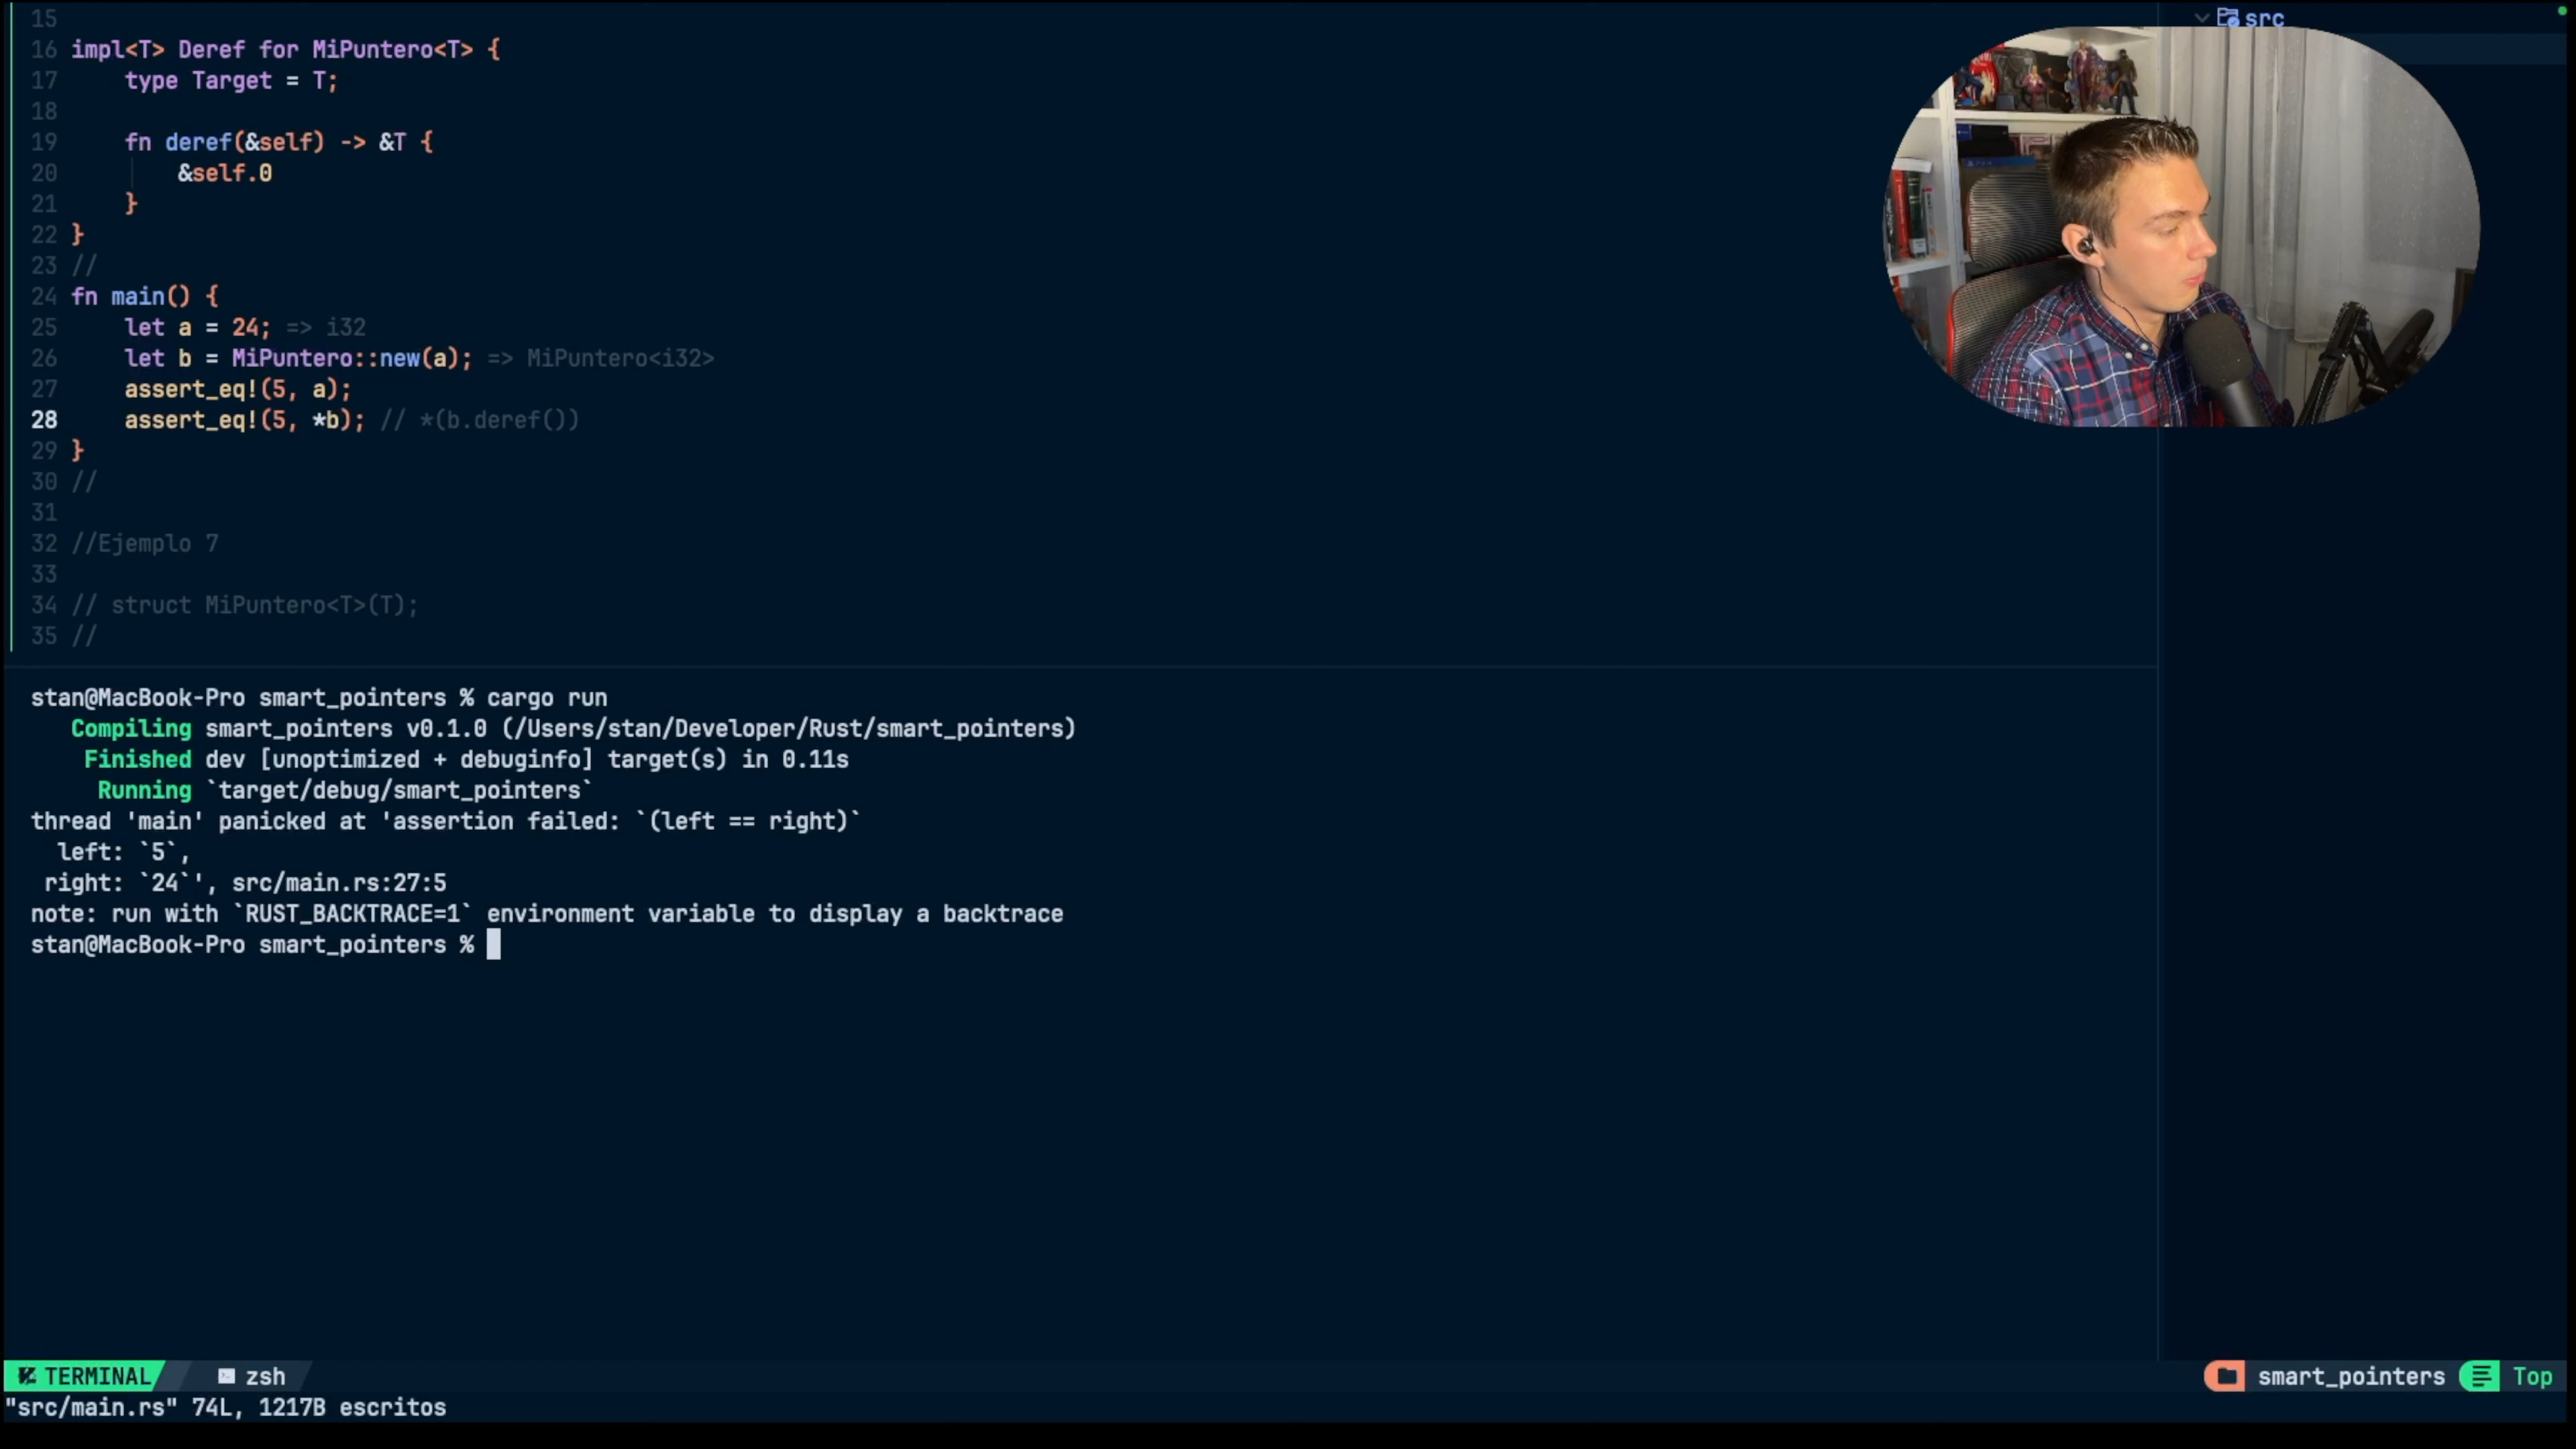 15
16 impl<T> Deref for MiPuntero<T> {
17     type Target = T;
18
19     fn deref(&self) -> &T {
20         &self.0
21     }
22 }
23 //
24 fn main() {
25     let a = 24; => i32
26     let b = MiPuntero::new(a); => MiPuntero<i32>
27     assert_eq!(5, a);
28     assert_eq!(5, *b); // *(b.deref())
29 }
30 //
31
32 //Ejemplo 7
33
34 // struct MiPuntero<T>(T);
35 //
src
stan@MacBook-Pro smart_pointers % cargo run
   Compiling smart_pointers v0.1.0 (/Users/stan/Developer/Rust/smart_pointers)
    Finished dev [unoptimized + debuginfo] target(s) in 0.11s
     Running `target/debug/smart_pointers`
thread 'main' panicked at 'assertion failed: `(left == right)`
  left: `5`,
 right: `24`', src/main.rs:27:5
note: run with `RUST_BACKTRACE=1` environment variable to display a backtrace
stan@MacBook-Pro smart_pointers %
TERMINAL zsh smart_pointers Top
"src/main.rs" 74L, 1217B escritos